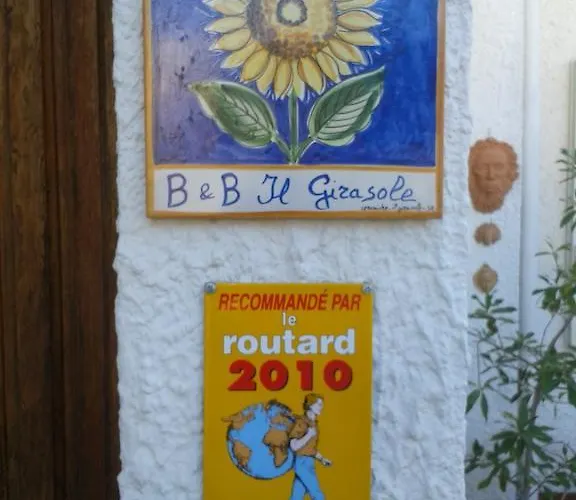 B & B Il Girasole
RECOMMANDÉ PAR
le
routard
2010